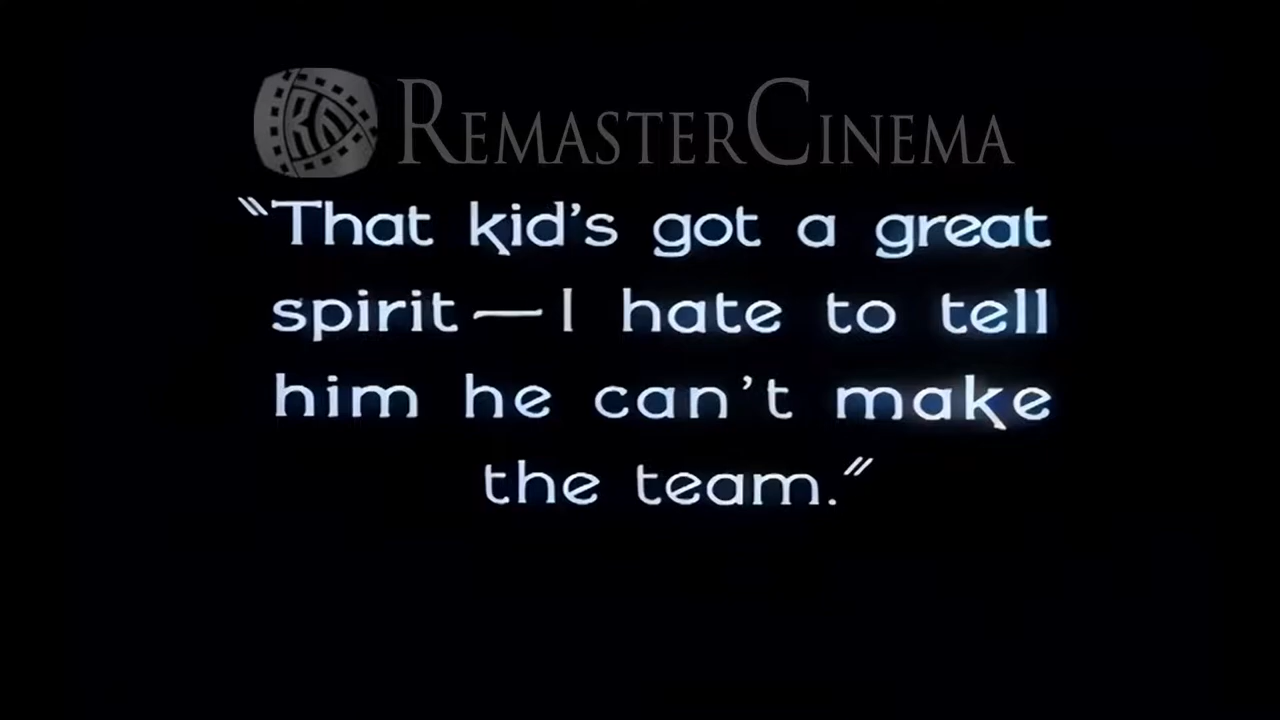 RemasterCinema
“That kid’s got a great
spirit—I hate to tell
him he can’t make
the team.”